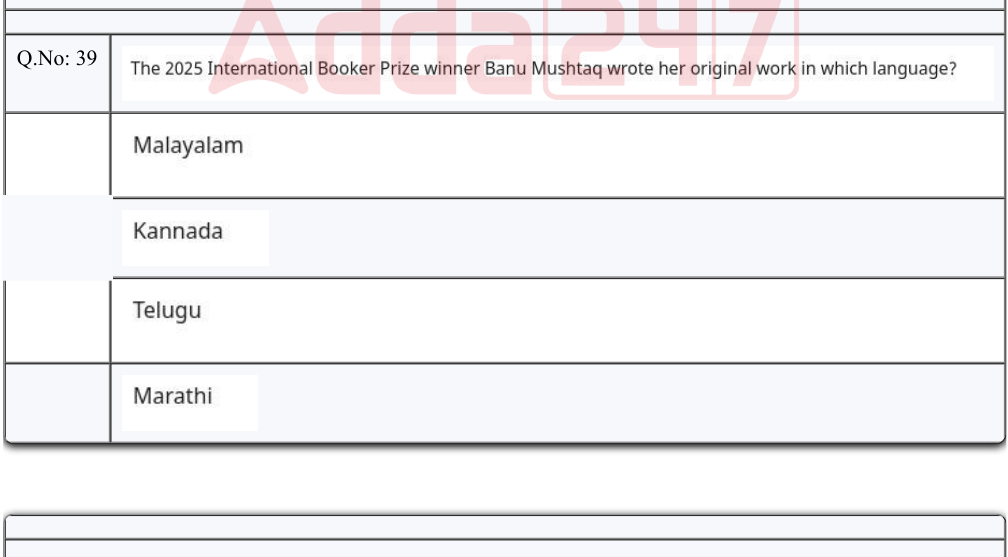 Adda247
Q.No: 39
The 2025 International Booker Prize winner Banu Mushtaq wrote her original work in which language?
Malayalam
Kannada
Telugu
Marathi